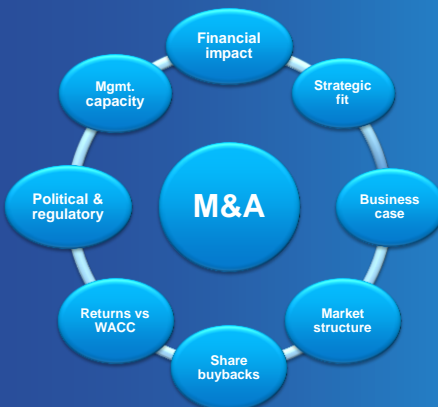 Financial
impact
Strategic
fit
Business
case
Market
structure
Share
buybacks
Returns vs
WACC
Political &
regulatory
Mgmt.
capacity
M&A